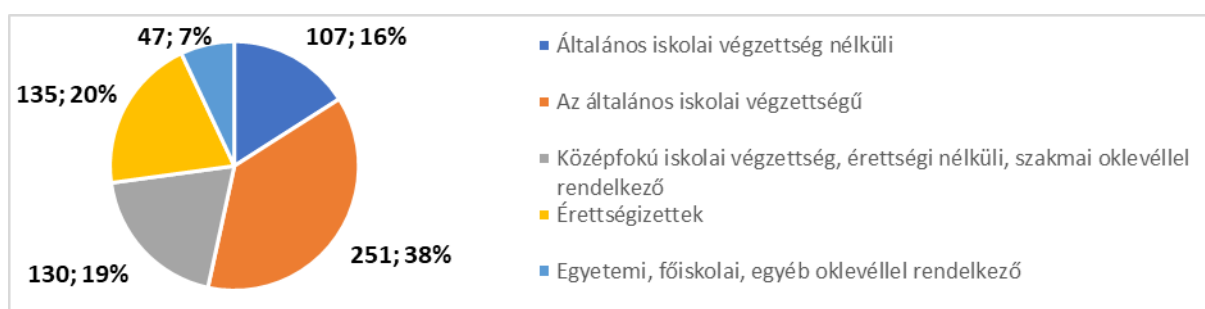 47; 7%
107; 16%
135; 20%
130; 19%
251; 38%
Általános iskolai végzettség nélküli
Az általános iskolai végzettségű
Középfokú iskolai végzettség, érettségi nélküli, szakmai oklevéllel
rendelkező
Érettségizettek
Egyetemi, főiskolai, egyéb oklevéllel rendelkező